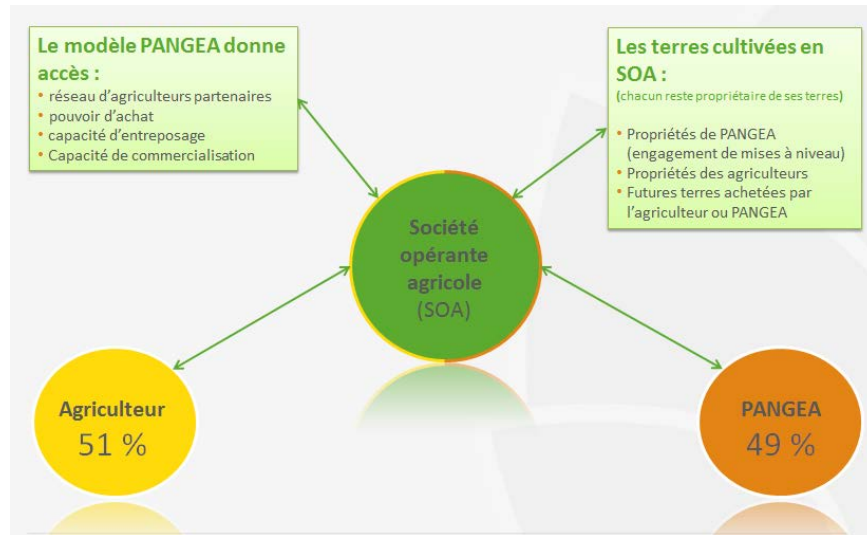 Le modèle PANGEA donne
accès :
• réseau d'agriculteurs partenaires
• pouvoir d'achat
• capacité d'entreposage
• Capacité de commercialisation
Les terres cultivées en
SOA :
(chacun reste propriétaire de ses terres)
• Propriétés de PANGEA
(engagement de mises à niveau)
• Propriétés des agriculteurs
• Futures terres achetées par
l'agriculteur ou PANGEA
Société
opérante
agricole
(SOA)
Agriculteur
51 %
PANGEA
49 %